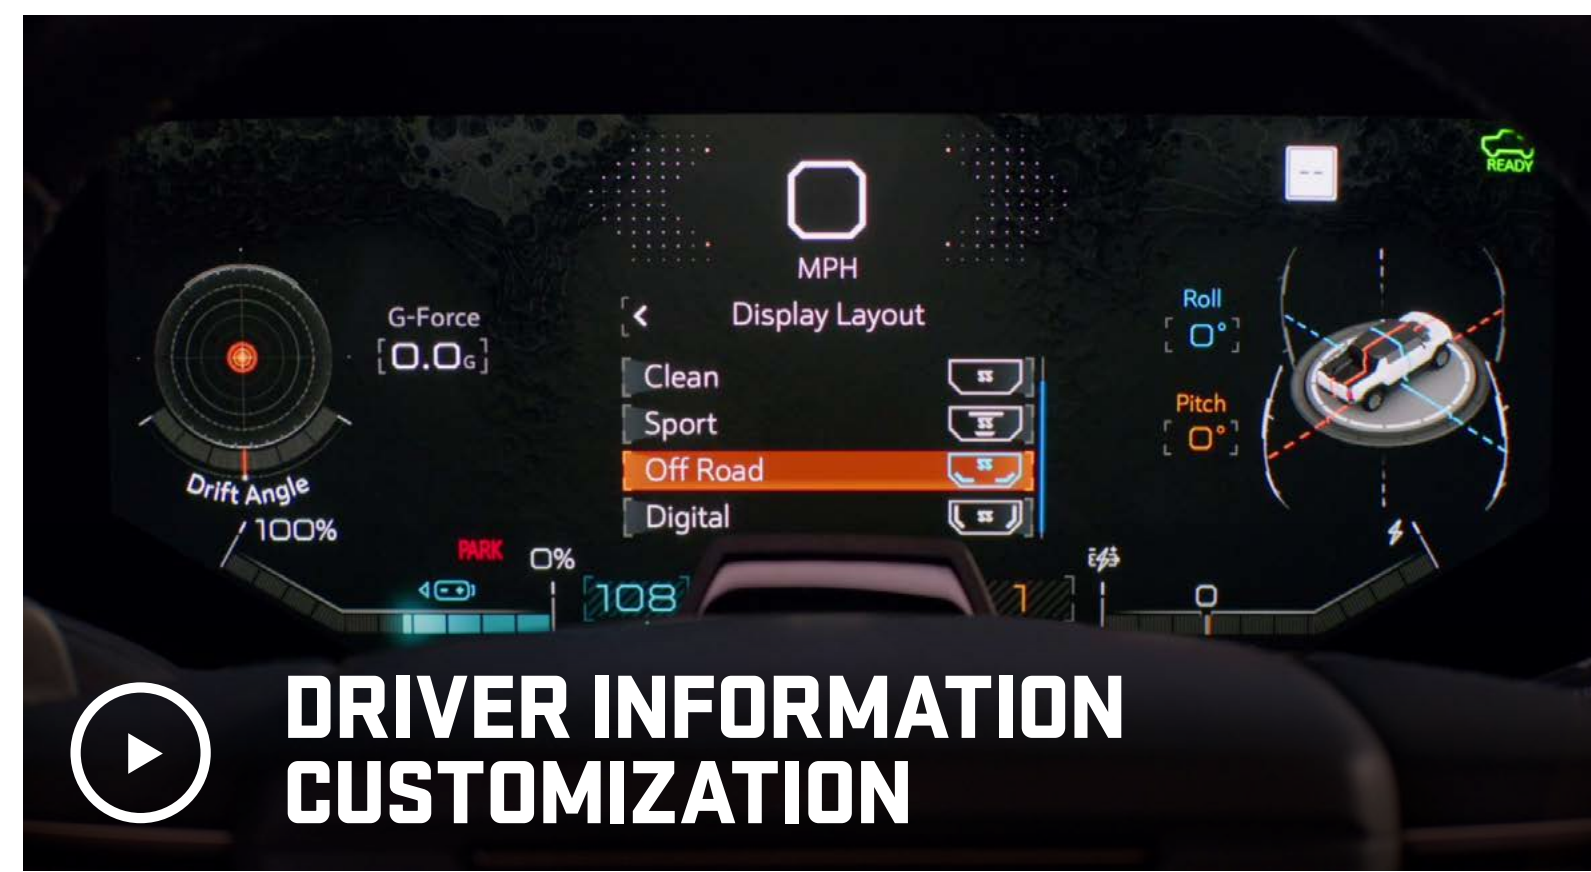 READY
--
0
MPH
Display Layout
Clean
Sport
Off Road
Digital
G-Force
0.0G
Drift Angle
100%
PARK
0%
108
Roll
0°
Pitch
0°
1
0
DRIVER INFORMATION
CUSTOMIZATION